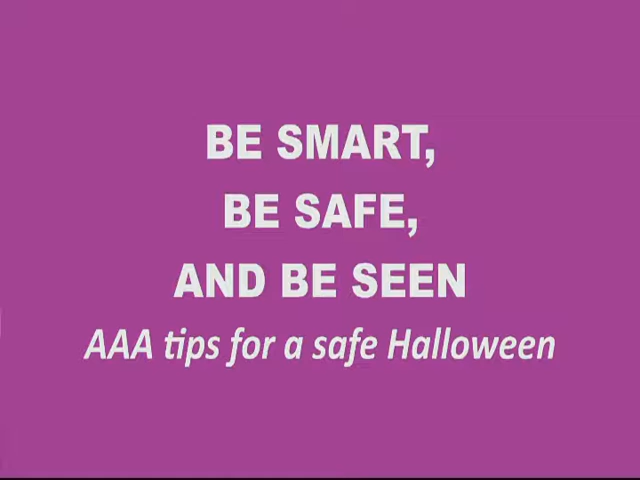 BE SMART,
BE SAFE,
AND BE SEEN
AAA tips for a safe Halloween